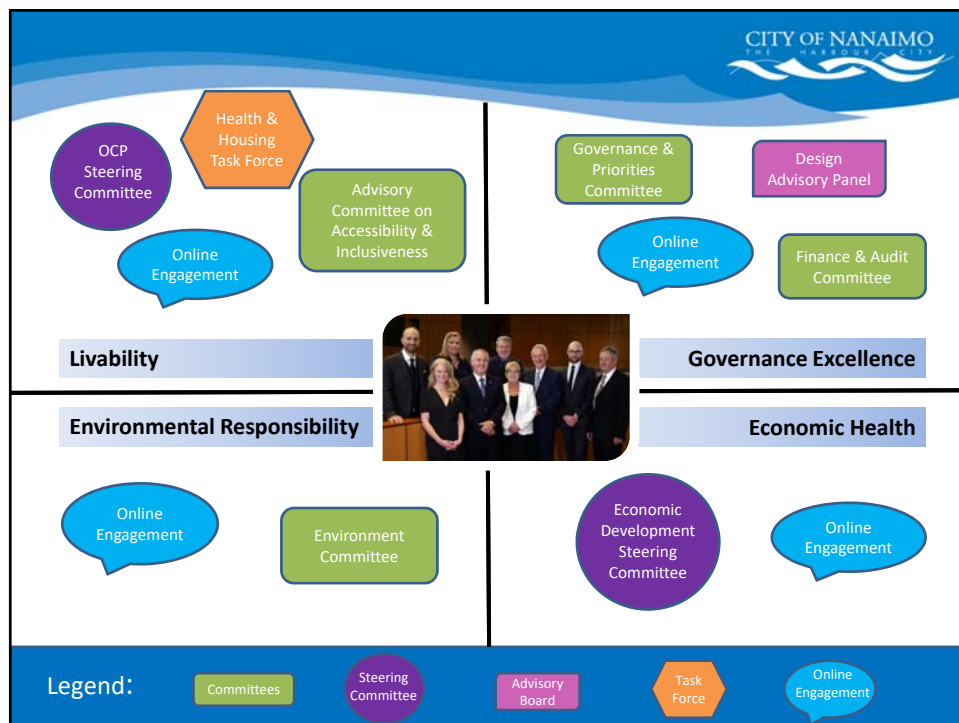 CITY OF NANAIMO
THE HARBOUR CITY
OCP
Steering
Committee
Health &
Housing
Task Force
Advisory
Committee on
Accessibility &
Inclusiveness
Online
Engagement
Livability
Governance &
Priorities
Committee
Design
Advisory Panel
Online
Engagement
Finance & Audit
Committee
Governance Excellence
Environmental Responsibility
Online
Engagement
Environment
Committee
Economic Health
Economic
Development
Steering
Committee
Online
Engagement
Legend:
Committees
Steering
Committee
Advisory
Board
Task
Force
Online
Engagement